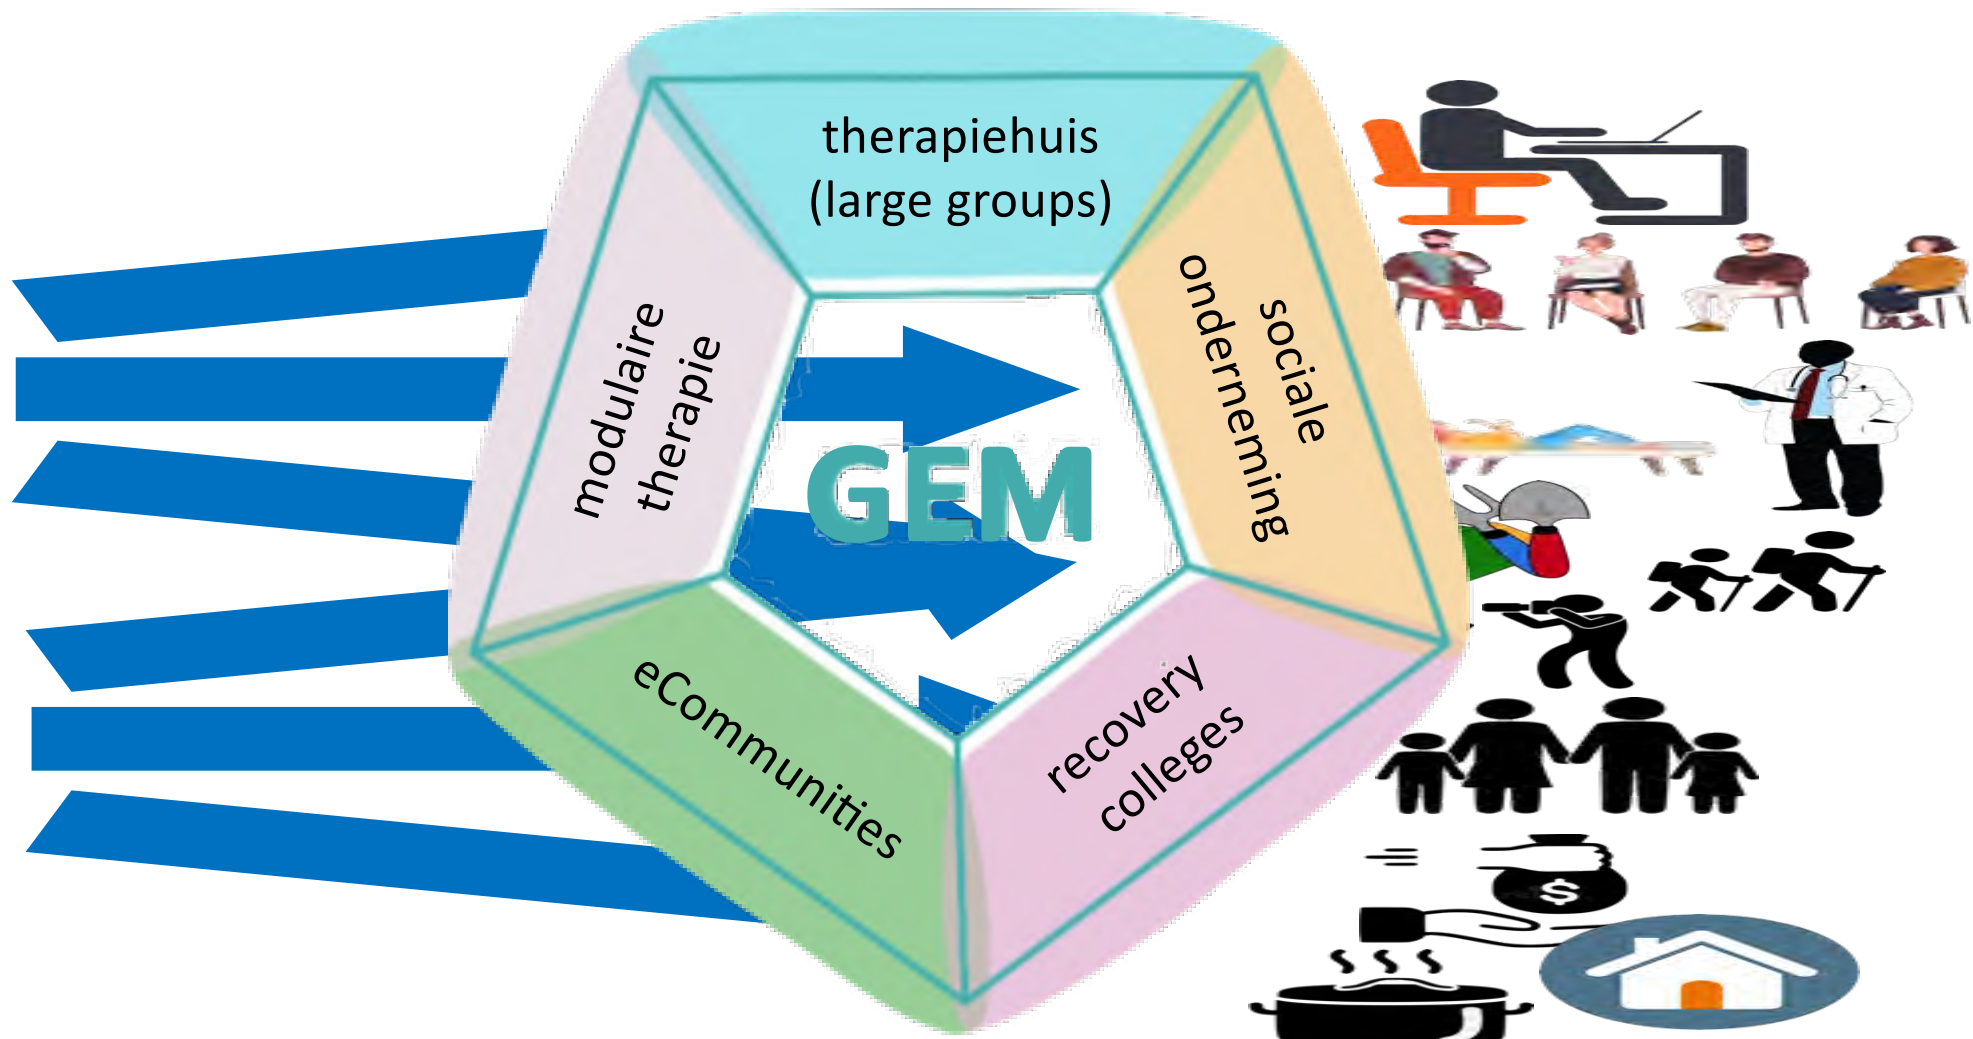 therapiehuis
(large groups)
modulaire
therapie
sociale
onderneming
GEM
eCommunities
recovery
colleges
$